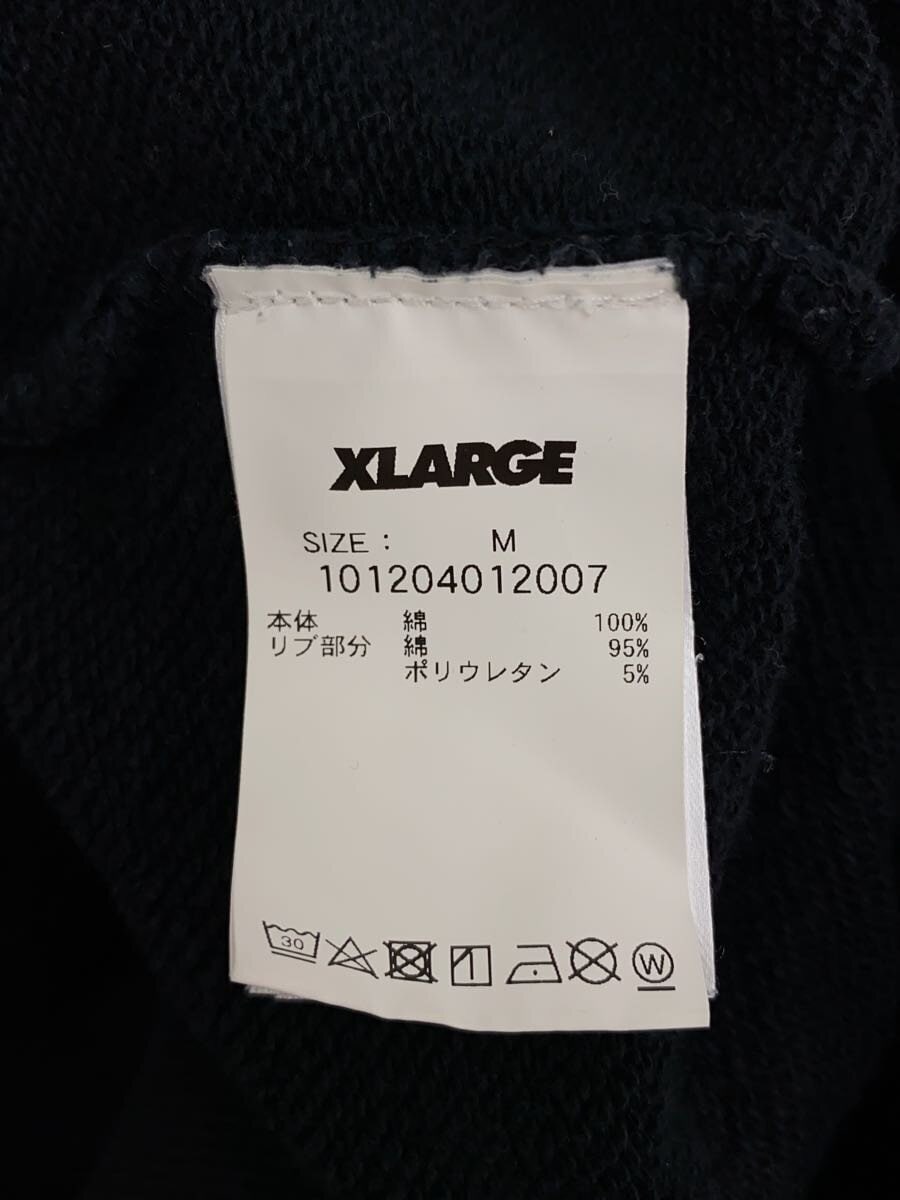 XLARGE
SIZE : M
101204012007
本体 綿 100%
リブ部分 綿 95%
ポリウレタン 5%
30
W